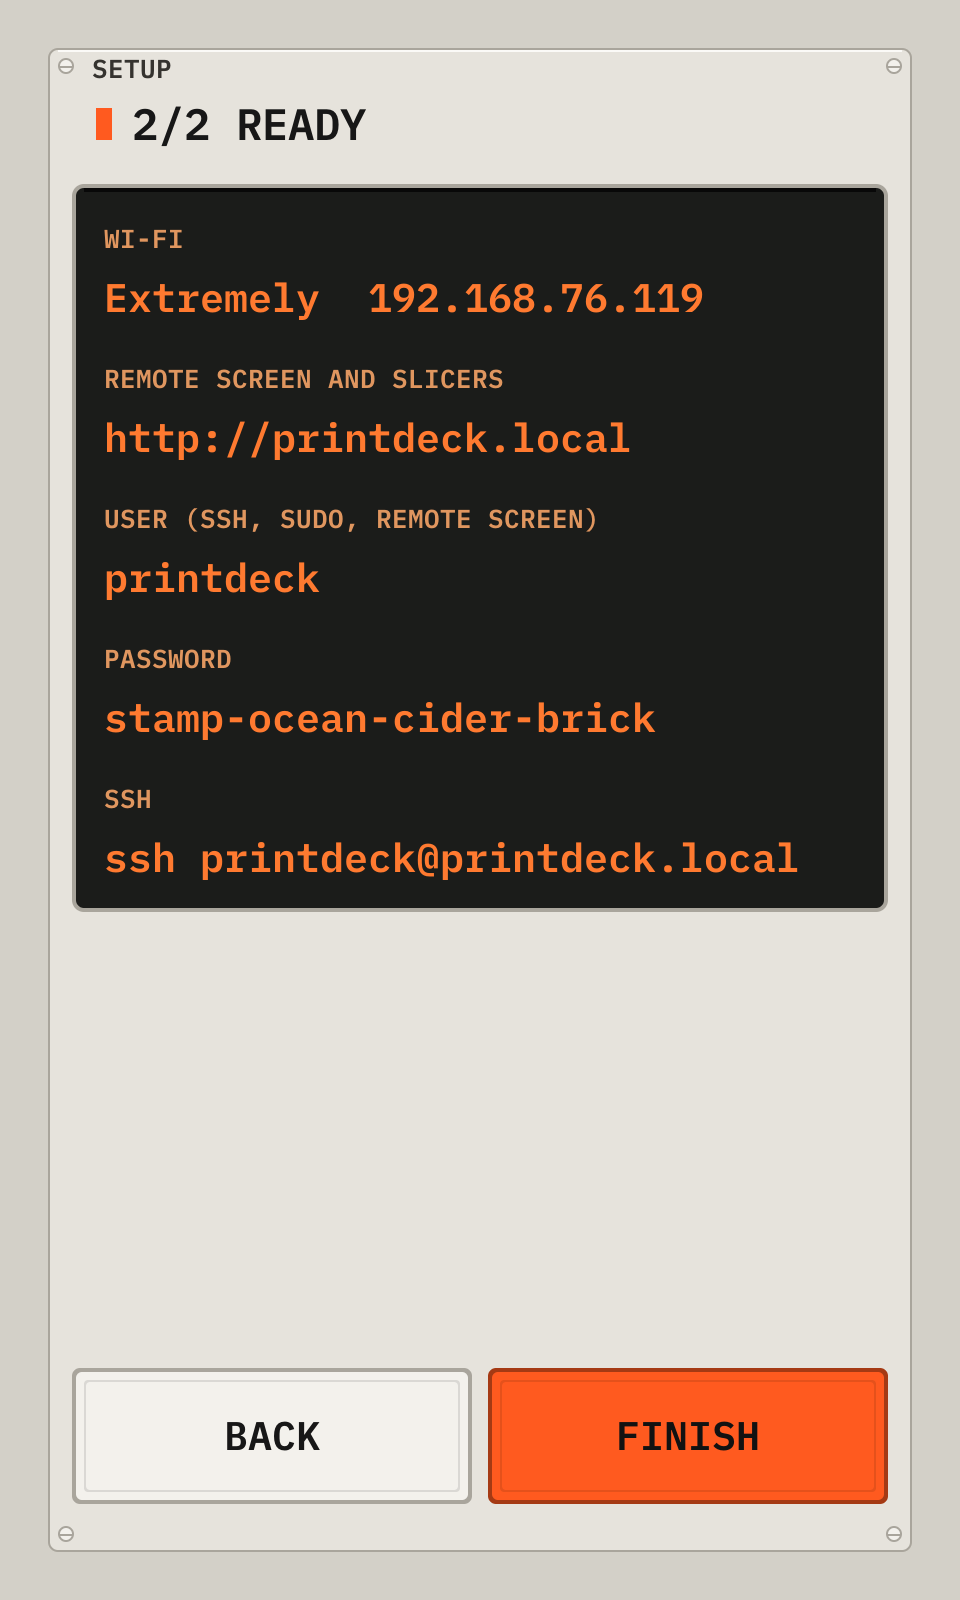 SETUP
2/2 READY
WI-FI
Extremely  192.168.76.119
REMOTE SCREEN AND SLICERS
http://printdeck.local
USER (SSH, SUDO, REMOTE SCREEN)
printdeck
PASSWORD
stamp-ocean-cider-brick
SSH
ssh printdeck@printdeck.local
BACK
FINISH